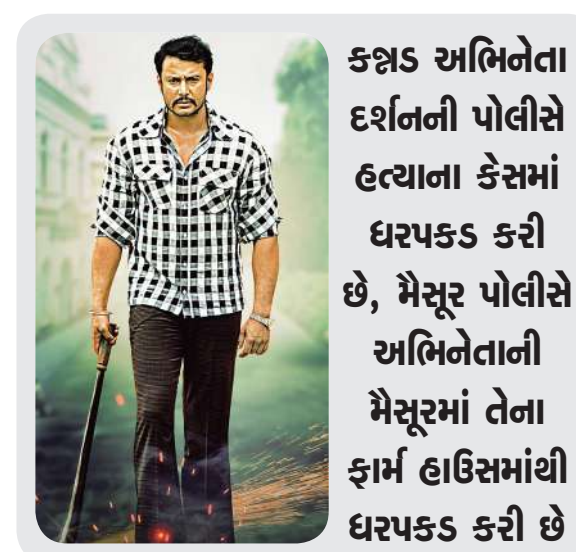 કન્નડ અભિનેતા
દર્શનની પોલીસે
હત્યાના કેસમાં
ધરપકડ કરી
છે, મૈસૂર પોલીસે
અભિનેતાની
મૈસૂરમાં તેના
ફાર્મ હાઉસમાંથી
ધરપકડ કરી છે